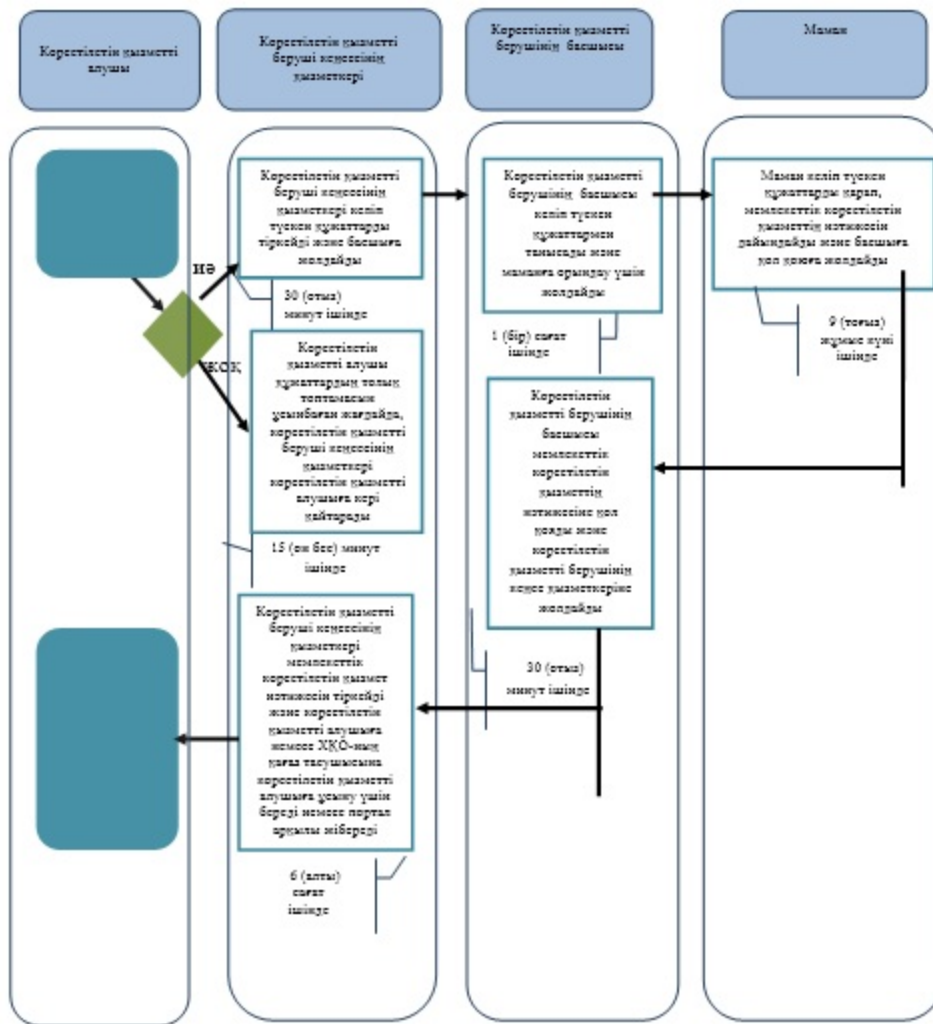 Көрсетілетін қызметті
алушы
Көрсетілетін қызметті
беруші кеңсесінің
қызметкері
Көрсетілетін қызметті
берушінің басшысы
Маман
Көрсетілетін қызметті
беруші кеңсесінің
қызметкері келіп
түскен құжаттарды
тіркейді және басшыға
жолдайды
Көрсетілетін қызметті
берушінің басшысы
келіп түскен
құжаттармен
танысады және
маманға орындау үшін
жолдайды
Маман келіп түскен
құжаттарды қарап,
мемлекеттік көрсетілетін
қызметтің нәтижесін
дайындайды және басшыға
қол қоюға жолдайды
иә
30 (отыз)
минут ішінде
1 (бір) сағат
ішінде
9 (тоғыз)
жұмыс күні
ішінде
жоқ
Көрсетілетін
қызметті алушы
құжаттардың толық
топтамасын
ұсынбаған жағдайда,
көрсетілетін қызметті
беруші кеңсесінің
қызметкері
көрсетілетін қызметті
алушыға кері
қайтарады
Көрсетілетін
қызметті берушінің
басшысы
мемлекеттік
көрсетілетін
қызметтің
нәтижесіне қол
қояды және
көрсетілетін
қызметті берушінің
кеңсе қызметкеріне
жолдайды
15 (он бес) минут
ішінде
Көрсетілетін қызметті
беруші кеңсесінің
қызметкері
мемлекеттік
көрсетілетін қызмет
нәтижесін тіркейді
және көрсетілетін
қызметті алушыға
немесе ХҚО-ның
қағаз тасушысына
көрсетілетін қызметті
алушыға ұсыну үшін
береді немесе портал
арқылы жібереді
30 (отыз)
минут ішінде
6 (алты)
сағат
ішінде